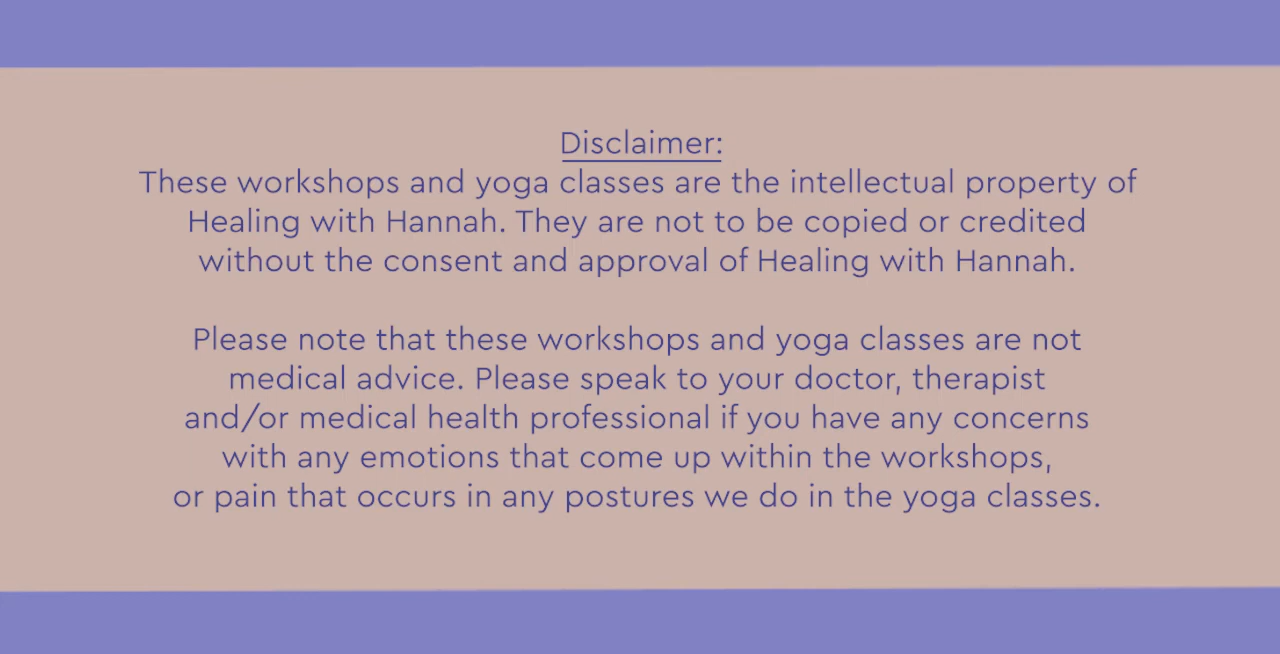 Disclaimer:
These workshops and yoga classes are the intellectual property of
Healing with Hannah. They are not to be copied or credited
without the consent and approval of Healing with Hannah.
Please note that these workshops and yoga classes are not
medical advice. Please speak to your doctor, therapist
and/or medical health professional if you have any concerns
with any emotions that come up within the workshops,
or pain that occurs in any postures we do in the yoga classes.